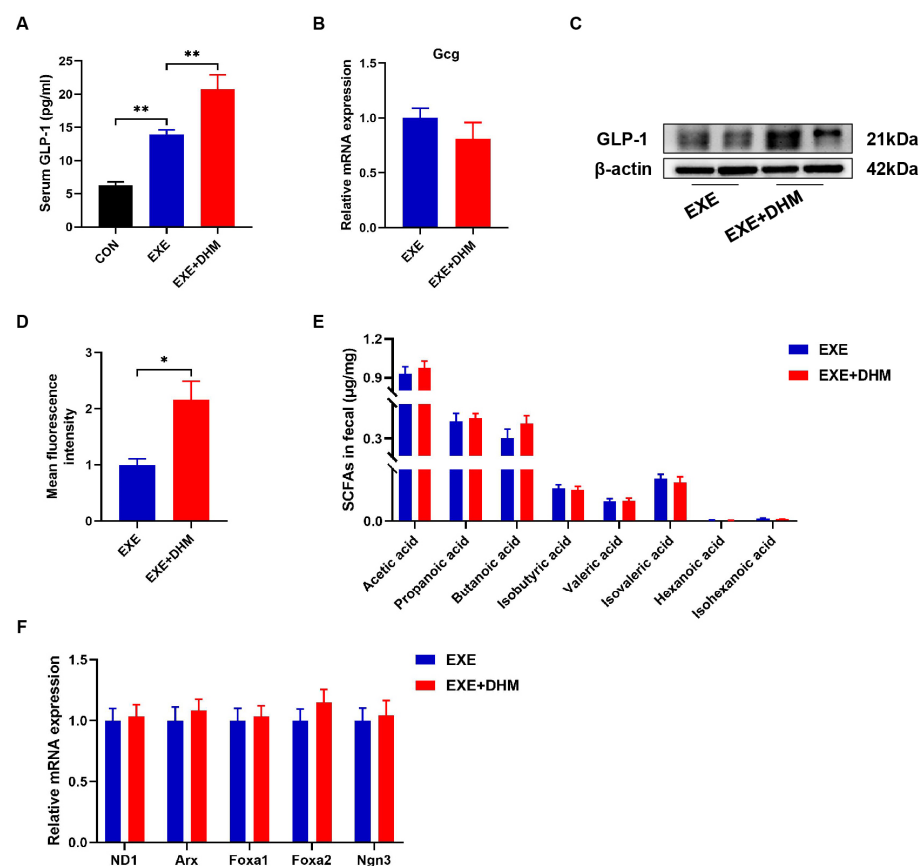 A
Serum GLP-1 (pg/ml)
25
20
15
10
5
0
**
**
CON
EXE
EXE+DHM
B
Gcg
Relative mRNA expression
1.5
1.0
0.5
0.0
EXE
EXE+DHM
C
GLP-1
21kDa
β-actin
42kDa
EXE
EXE+DHM
D
Mean fluorescence
intensity
3
2
1
0
*
EXE
EXE+DHM
E
SCFAs in fecal (μg/mg)
1.2
0.9
0.3
0.0
EXE
EXE+DHM
Acetic acid
Propanoic acid
Butanoic acid
Isobutyric acid
Valeric acid
Isovaleric acid
Hexanoic acid
Isohexanoic acid
F
Relative mRNA expression
1.5
1.0
0.5
0.0
EXE
EXE+DHM
ND1
Arx
Foxa1
Foxa2
Ngn3